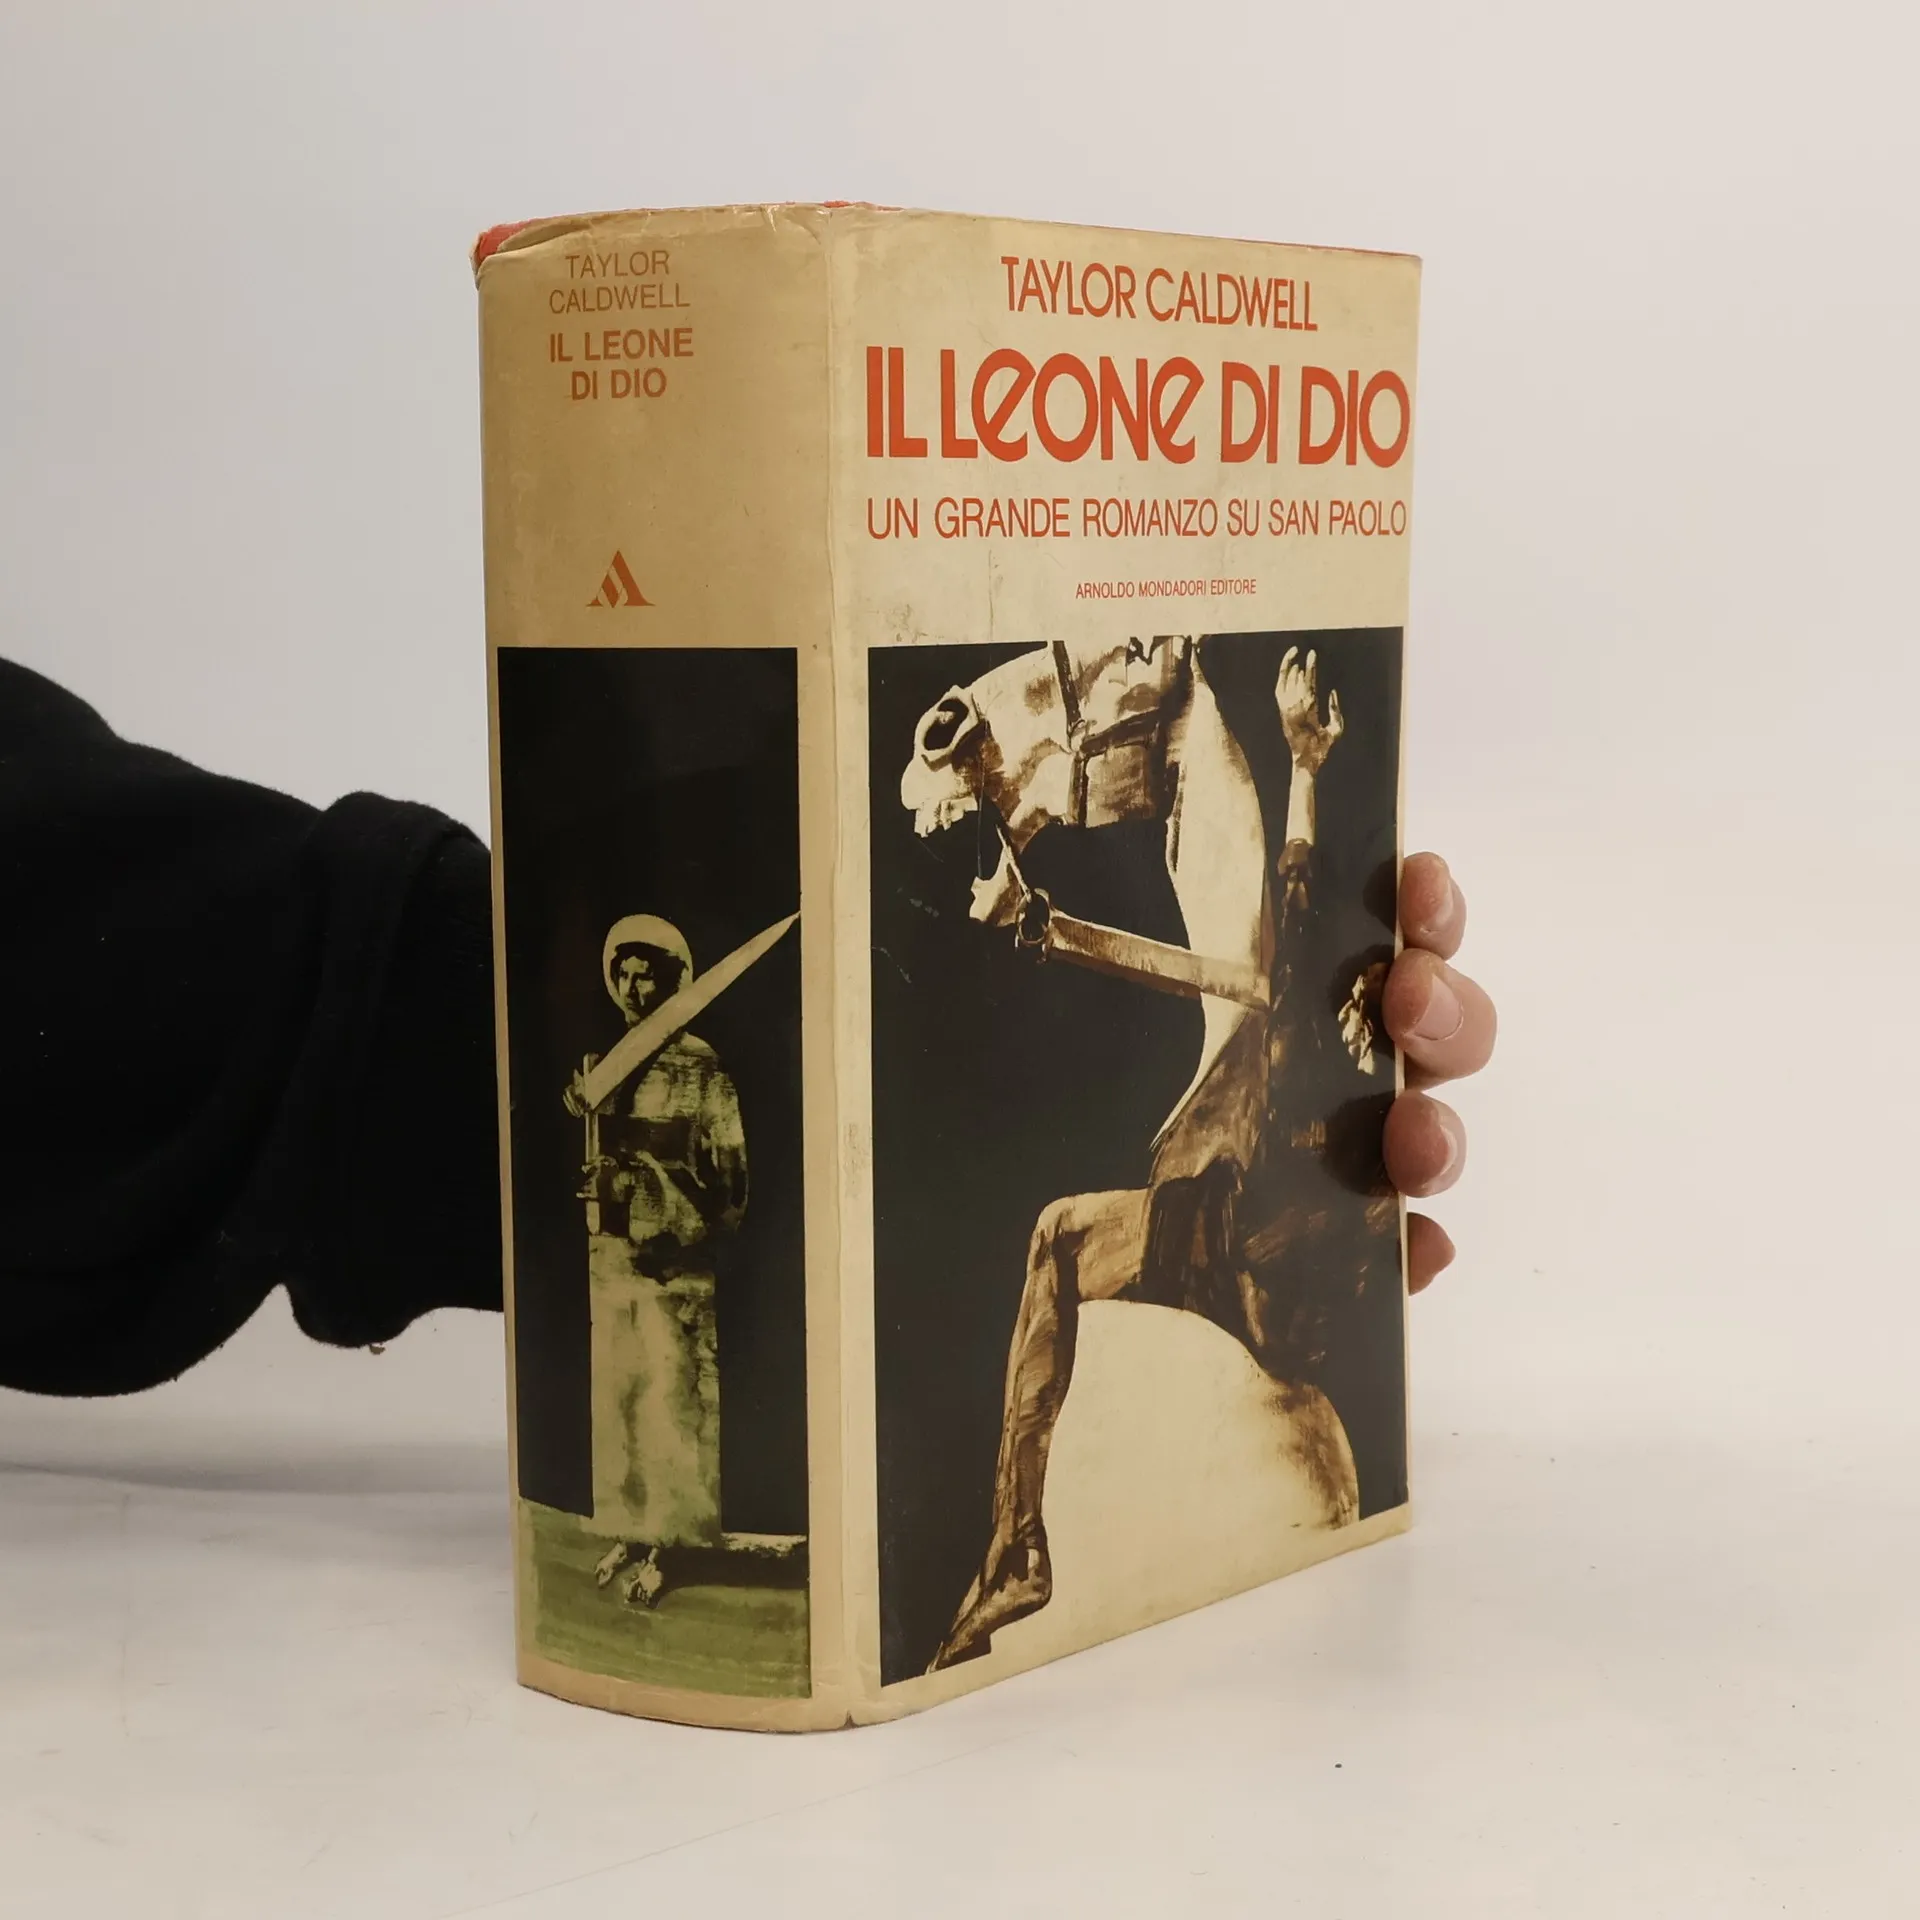 TAYLOR
CALDWELL
IL LEONE
DI DIO
TAYLOR CALDWELL
IL LEONE DI DIO
UN GRANDE ROMANZO SU SAN PAOLO
ARNOLDO MONDADORI EDITORE